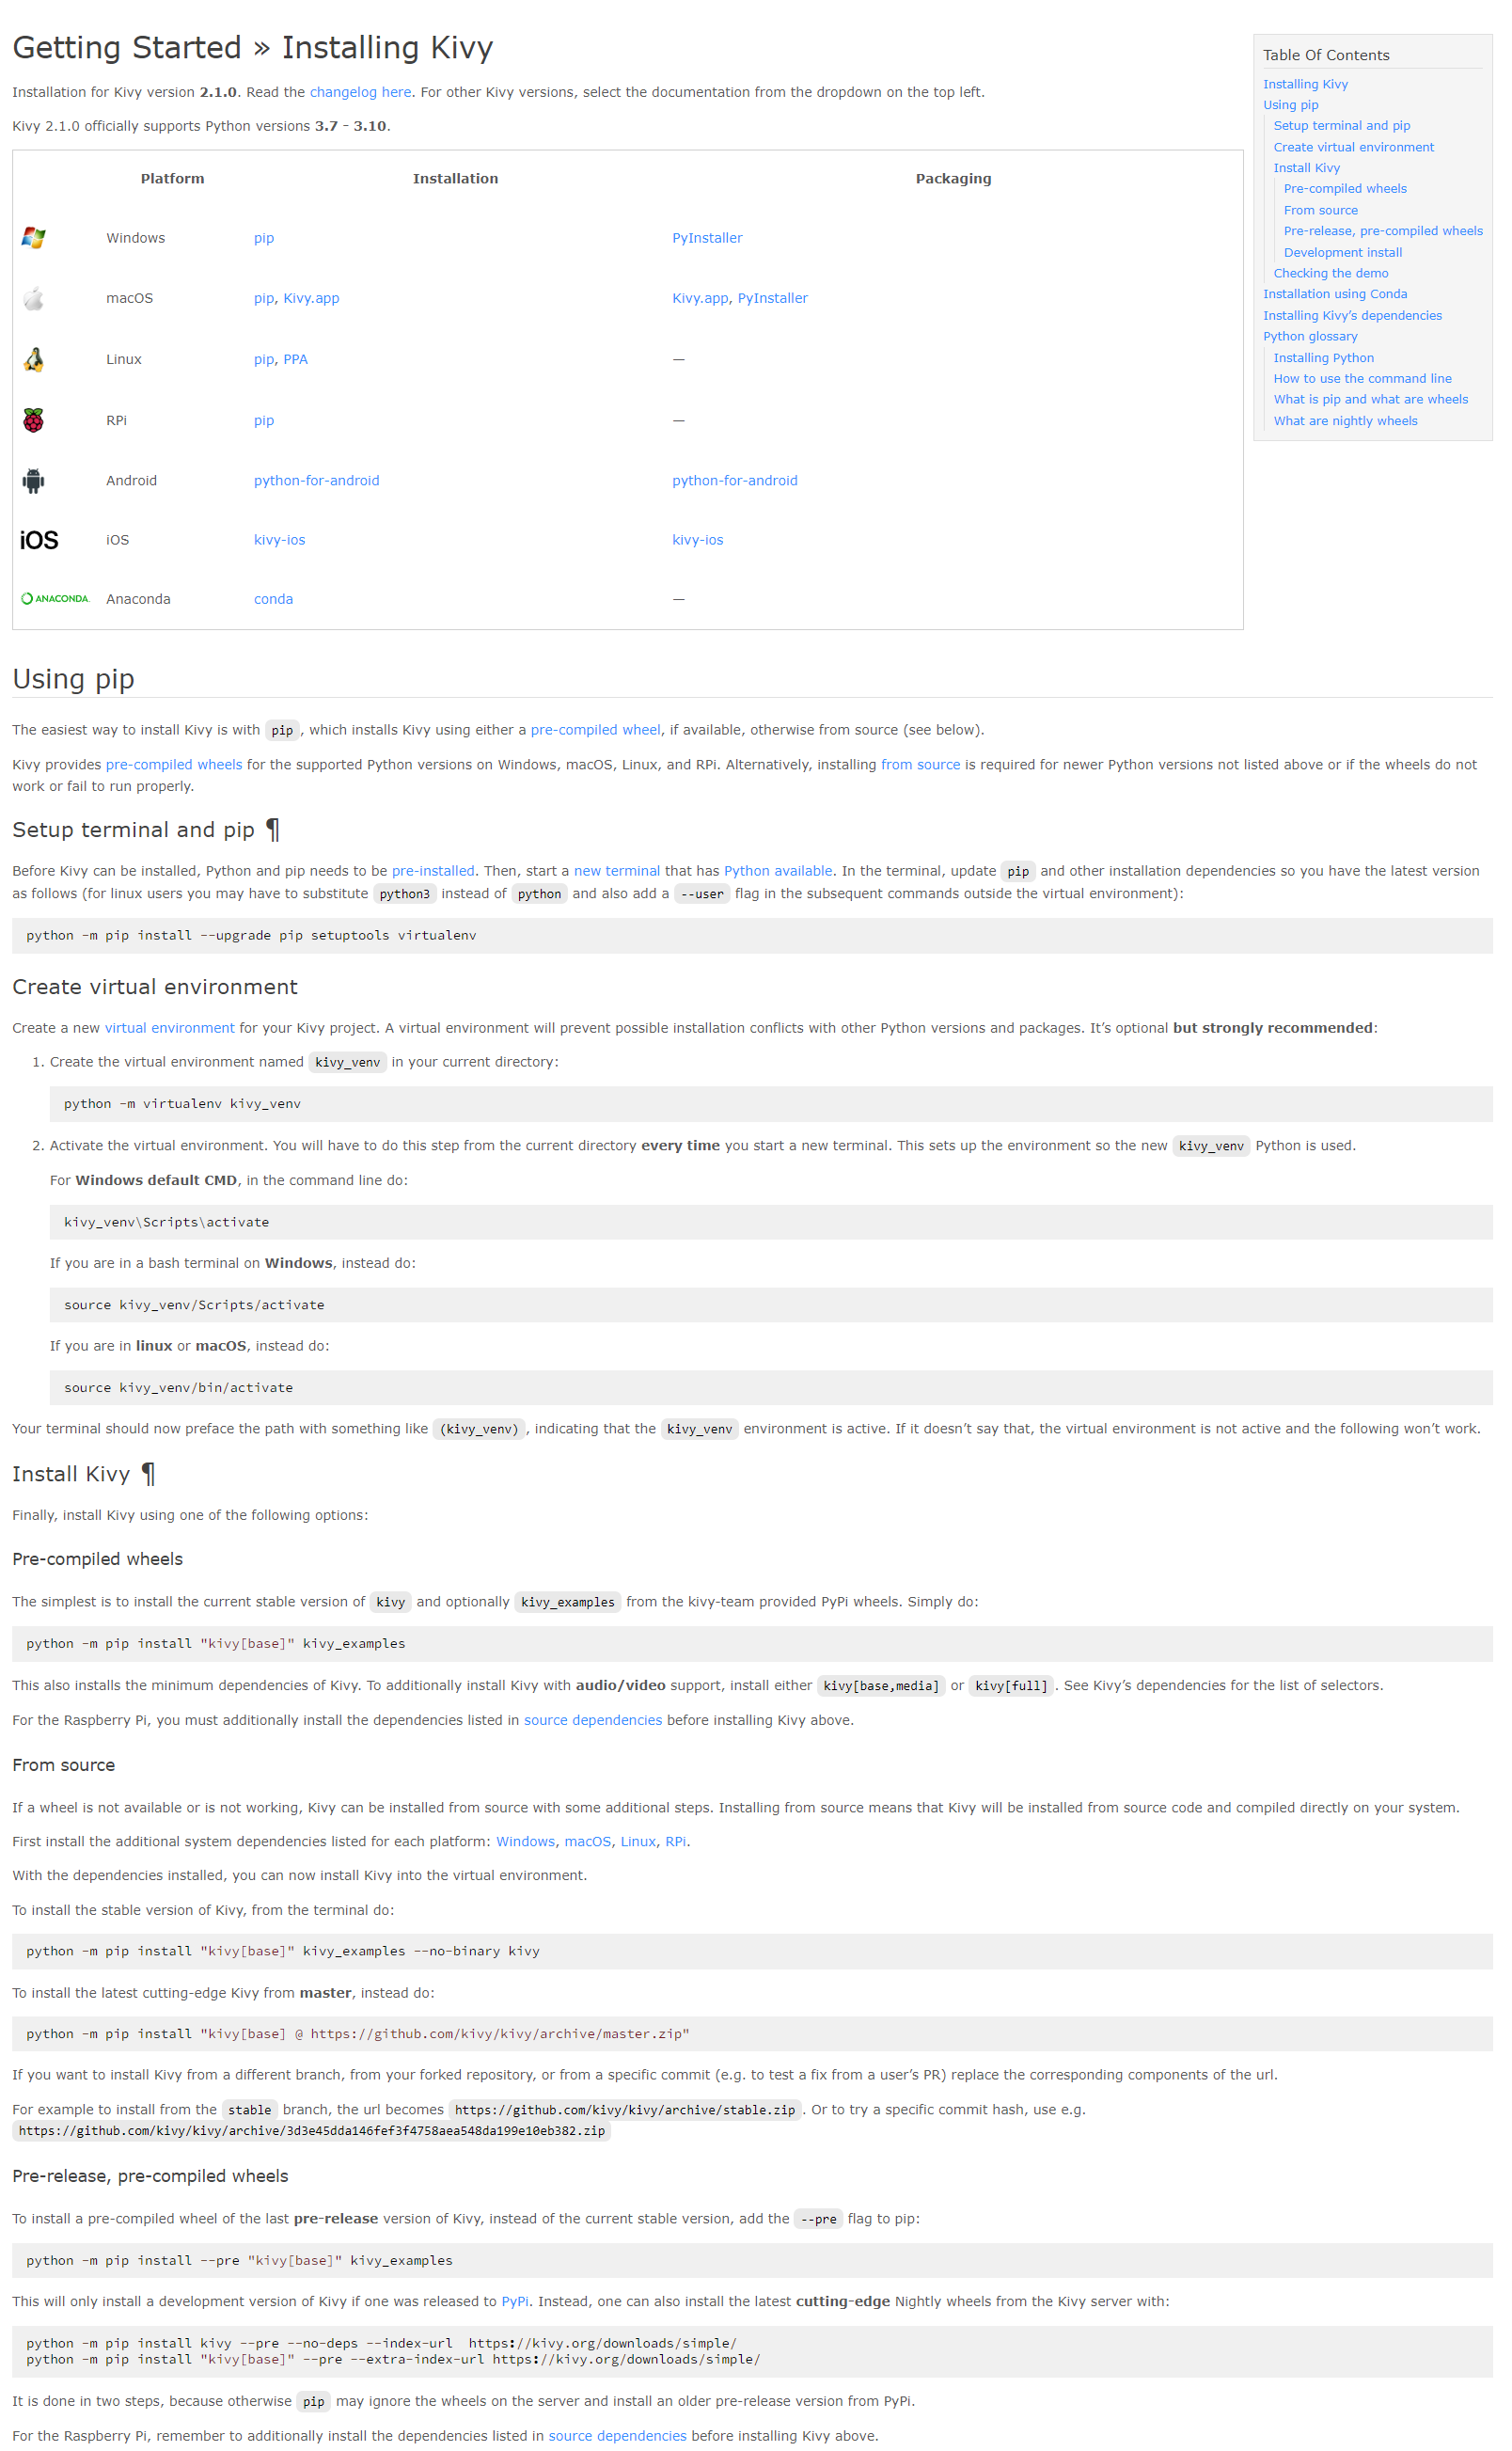 Getting Started » Installing Kivy
Installation for Kivy version 2.1.0. Read the changelog here. For other Kivy versions, select the documentation from the dropdown on the top left.
Kivy 2.1.0 officially supports Python versions 3.7 - 3.10.
Platform Installation Packaging
Windows pip PyInstaller
macOS pip, Kivy.app Kivy.app, PyInstaller
Linux pip, PPA —
RPi pip —
Android python-for-android python-for-android
iOS iOS kivy-ios kivy-ios
ANACONDA. Anaconda conda —
Table Of Contents
Installing Kivy
Using pip
Setup terminal and pip
Create virtual environment
Install Kivy
Pre-compiled wheels
From source
Pre-release, pre-compiled wheels
Development install
Checking the demo
Installation using Conda
Installing Kivy’s dependencies
Python glossary
Installing Python
How to use the command line
What is pip and what are wheels
What are nightly wheels
Using pip
The easiest way to install Kivy is with pip, which installs Kivy using either a pre-compiled wheel, if available, otherwise from source (see below).
Kivy provides pre-compiled wheels for the supported Python versions on Windows, macOS, Linux, and RPi. Alternatively, installing from source is required for newer Python versions not listed above or if the wheels do not
work or fail to run properly.
Setup terminal and pip ¶
Before Kivy can be installed, Python and pip needs to be pre-installed. Then, start a new terminal that has Python available. In the terminal, update pip and other installation dependencies so you have the latest version
as follows (for linux users you may have to substitute python3 instead of python and also add a --user flag in the subsequent commands outside the virtual environment):
python -m pip install --upgrade pip setuptools virtualenv
Create virtual environment
Create a new virtual environment for your Kivy project. A virtual environment will prevent possible installation conflicts with other Python versions and packages. It’s optional but strongly recommended:
1. Create the virtual environment named kivy_venv in your current directory:
python -m virtualenv kivy_venv
2. Activate the virtual environment. You will have to do this step from the current directory every time you start a new terminal. This sets up the environment so the new kivy_venv Python is used.
For Windows default CMD, in the command line do:
kivy_venv\Scripts\activate
If you are in a bash terminal on Windows, instead do:
source kivy_venv/Scripts/activate
If you are in linux or macOS, instead do:
source kivy_venv/bin/activate
Your terminal should now preface the path with something like (kivy_venv), indicating that the kivy_venv environment is active. If it doesn’t say that, the virtual environment is not active and the following won’t work.
Install Kivy ¶
Finally, install Kivy using one of the following options:
Pre-compiled wheels
The simplest is to install the current stable version of kivy and optionally kivy_examples from the kivy-team provided PyPi wheels. Simply do:
python -m pip install "kivy[base]" kivy_examples
This also installs the minimum dependencies of Kivy. To additionally install Kivy with audio/video support, install either kivy[base,media] or kivy[full]. See Kivy’s dependencies for the list of selectors.
For the Raspberry Pi, you must additionally install the dependencies listed in source dependencies before installing Kivy above.
From source
If a wheel is not available or is not working, Kivy can be installed from source with some additional steps. Installing from source means that Kivy will be installed from source code and compiled directly on your system.
First install the additional system dependencies listed for each platform: Windows, macOS, Linux, RPi.
With the dependencies installed, you can now install Kivy into the virtual environment.
To install the stable version of Kivy, from the terminal do:
python -m pip install "kivy[base]" kivy_examples --no-binary kivy
To install the latest cutting-edge Kivy from master, instead do:
python -m pip install "kivy[base] @ https://github.com/kivy/kivy/archive/master.zip"
If you want to install Kivy from a different branch, from your forked repository, or from a specific commit (e.g. to test a fix from a user’s PR) replace the corresponding components of the url.
For example to install from the stable branch, the url becomes https://github.com/kivy/kivy/archive/stable.zip. Or to try a specific commit hash, use e.g.
https://github.com/kivy/kivy/archive/3d3e45dda146fef3f4758aea548da199e10eb382.zip
Pre-release, pre-compiled wheels
To install a pre-compiled wheel of the last pre-release version of Kivy, instead of the current stable version, add the --pre flag to pip:
python -m pip install --pre "kivy[base]" kivy_examples
This will only install a development version of Kivy if one was released to PyPi. Instead, one can also install the latest cutting-edge Nightly wheels from the Kivy server with:
python -m pip install kivy --pre --no-deps --index-url  https://kivy.org/downloads/simple/
python -m pip install "kivy[base]" --pre --extra-index-url https://kivy.org/downloads/simple/
It is done in two steps, because otherwise pip may ignore the wheels on the server and install an older pre-release version from PyPi.
For the Raspberry Pi, remember to additionally install the dependencies listed in source dependencies before installing Kivy above.